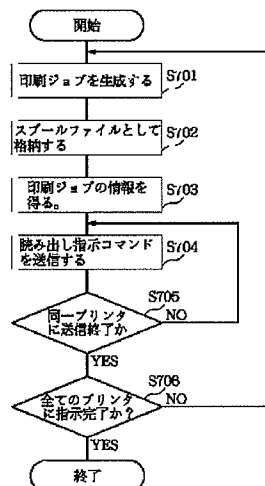 開始
印刷ジョブを生成する
S701
スプールファイルとして
格納する
S702
印刷ジョブの情報を
得る。
S703
読み出し指示コマンド
を送信する
S704
S705
同一プリンタ
に送信終了か
NO
YES
S706
全てのプリンタ
に指示完了か?
NO
YES
終了